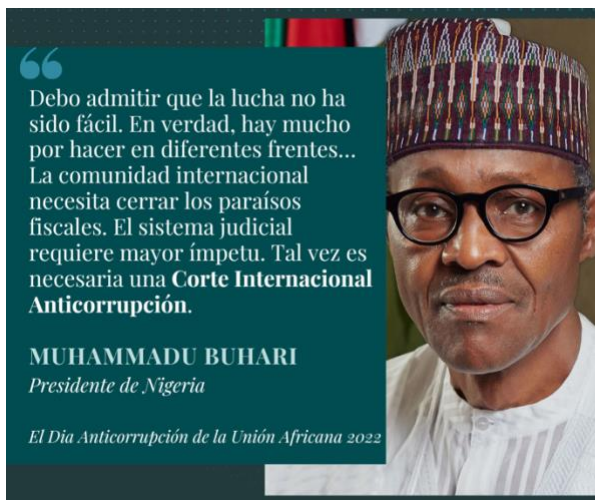 “
Debo admitir que la lucha no ha
sido fácil. En verdad, hay mucho
por hacer en diferentes frentes...
La comunidad internacional
necesita cerrar los paraísos
fiscales. El sistema judicial
requiere mayor ímpetu. Tal vez es
necesaria una Corte Internacional
Anticorrupción.
MUHAMMADU BUHARI
Presidente de Nigeria
El Dia Anticorrupción de la Unión Africana 2022